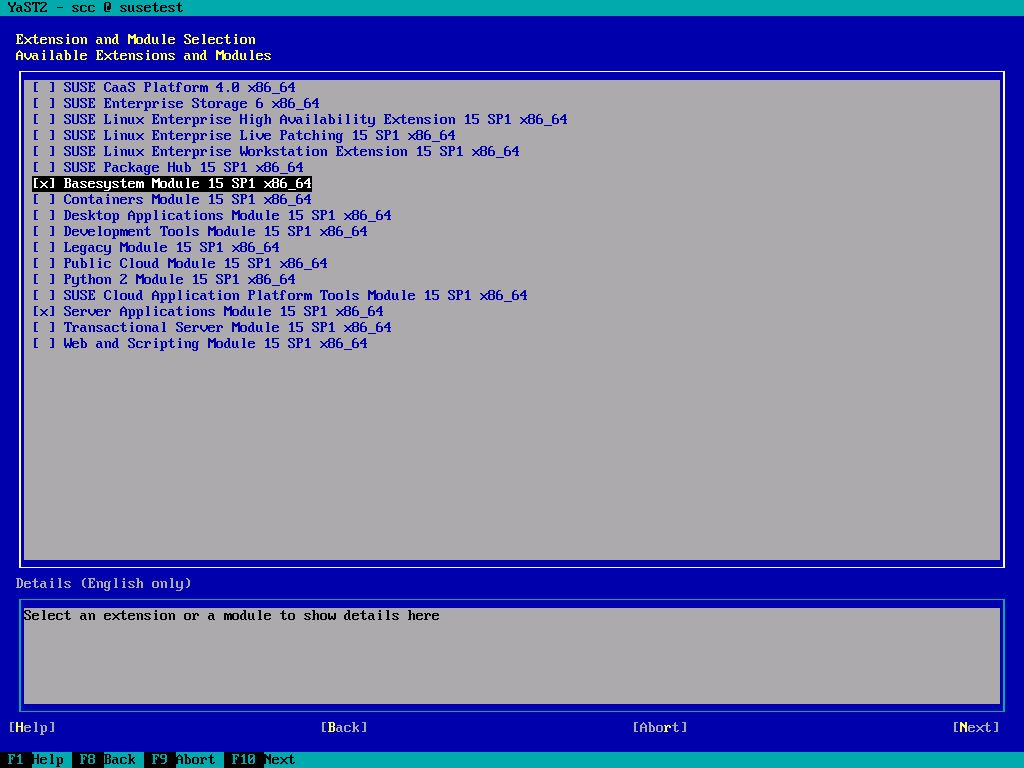 YaST2 - scc @ susetest
Extension and Module Selection
Available Extensions and Modules
[ ] SUSE CaaS Platform 4.0 x86_64
[ ] SUSE Enterprise Storage 6 x86_64
[ ] SUSE Linux Enterprise High Availability Extension 15 SP1 x86_64
[ ] SUSE Linux Enterprise Live Patching 15 SP1 x86_64
[ ] SUSE Linux Enterprise Workstation Extension 15 SP1 x86_64
[ ] SUSE Package Hub 15 SP1 x86_64
[x] Basesystem Module 15 SP1 x86_64
[ ] Containers Module 15 SP1 x86_64
[ ] Desktop Applications Module 15 SP1 x86_64
[ ] Development Tools Module 15 SP1 x86_64
[ ] Legacy Module 15 SP1 x86_64
[ ] Public Cloud Module 15 SP1 x86_64
[ ] Python 2 Module 15 SP1 x86_64
[ ] SUSE Cloud Application Platform Tools Module 15 SP1 x86_64
[x] Server Applications Module 15 SP1 x86_64
[ ] Transactional Server Module 15 SP1 x86_64
[ ] Web and Scripting Module 15 SP1 x86_64
Details (English only)
Select an extension or a module to show details here
[Help] [Back] [Abort] [Next]
F1 Help F8 Back F9 Abort F10 Next